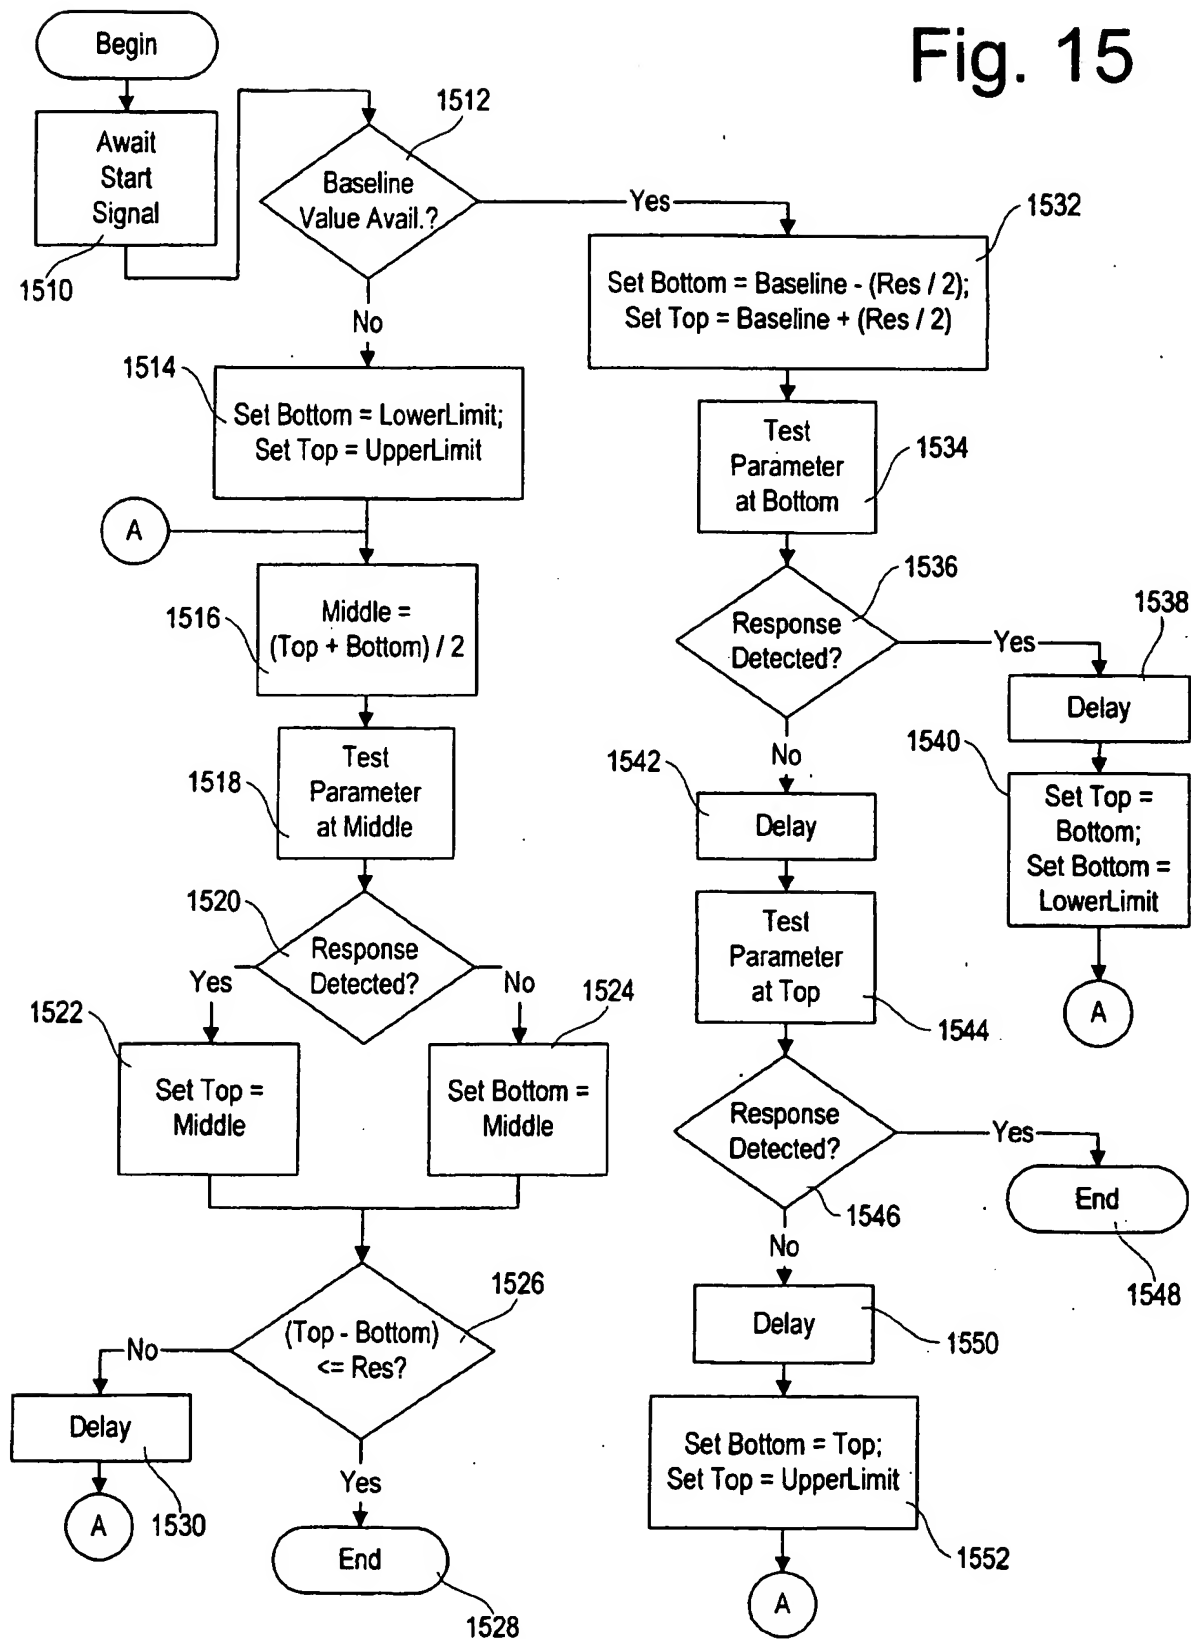 Fig. 15
Begin
Await
Start
Signal
1510
1512
Baseline
Value Avail.?
Yes
No
1514
Set Bottom = LowerLimit;
Set Top = UpperLimit
A
1516
Middle =
(Top + Bottom) / 2
1518
Test
Parameter
at Middle
1520
Response
Detected?
Yes
No
1522
Set Top =
Middle
1524
Set Bottom =
Middle
1526
(Top - Bottom)
<= Res?
No
Delay
1530
A
Yes
End
1528
1532
Set Bottom = Baseline - (Res / 2);
Set Top = Baseline + (Res / 2)
Test
Parameter
at Bottom
1534
1536
Response
Detected?
Yes
1538
Delay
1540
Set Top =
Bottom;
Set Bottom =
LowerLimit
A
No
1542
Delay
Test
Parameter
at Top
1544
Response
Detected?
1546
Yes
End
1548
No
Delay
1550
Set Bottom = Top;
Set Top = UpperLimit
1552
A